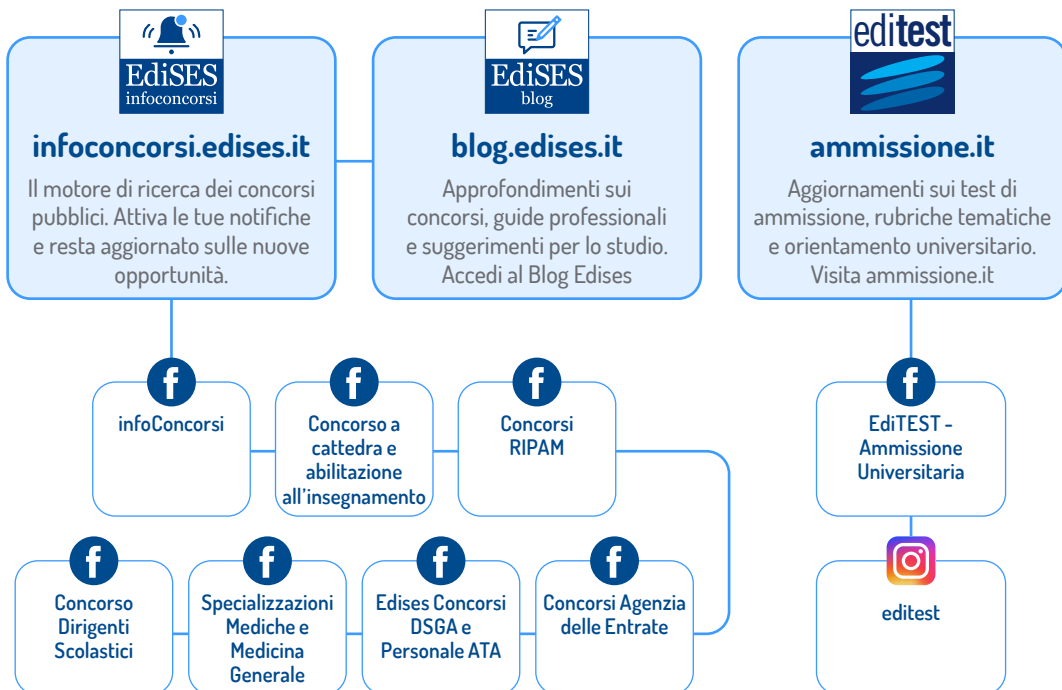 EdiSES
infoconcorsi
infoconcorsi.edises.it
Il motore di ricerca dei concorsi
pubblici. Attiva le tue notifiche
e resta aggiornato sulle nuove
opportunità.
EdiSES
blog
blog.edises.it
Approfondimenti sui
concorsi, guide professionali
e suggerimenti per lo studio.
Accedi al Blog Edises
editest
ammissione.it
Aggiornamenti sui test di
ammissione, rubriche tematiche
e orientamento universitario.
Visita ammissione.it
infoConcorsi
Concorso a
cattedra e
abilitazione
all'insegnamento
Concorsi
RIPAM
EdiTEST -
Ammissione
Universitaria
Concorso
Dirigenti
Scolastici
Specializzazioni
Mediche e
Medicina
Generale
Edises Concorsi
DSGA e
Personale ATA
Concorsi Agenzia
delle Entrate
editest